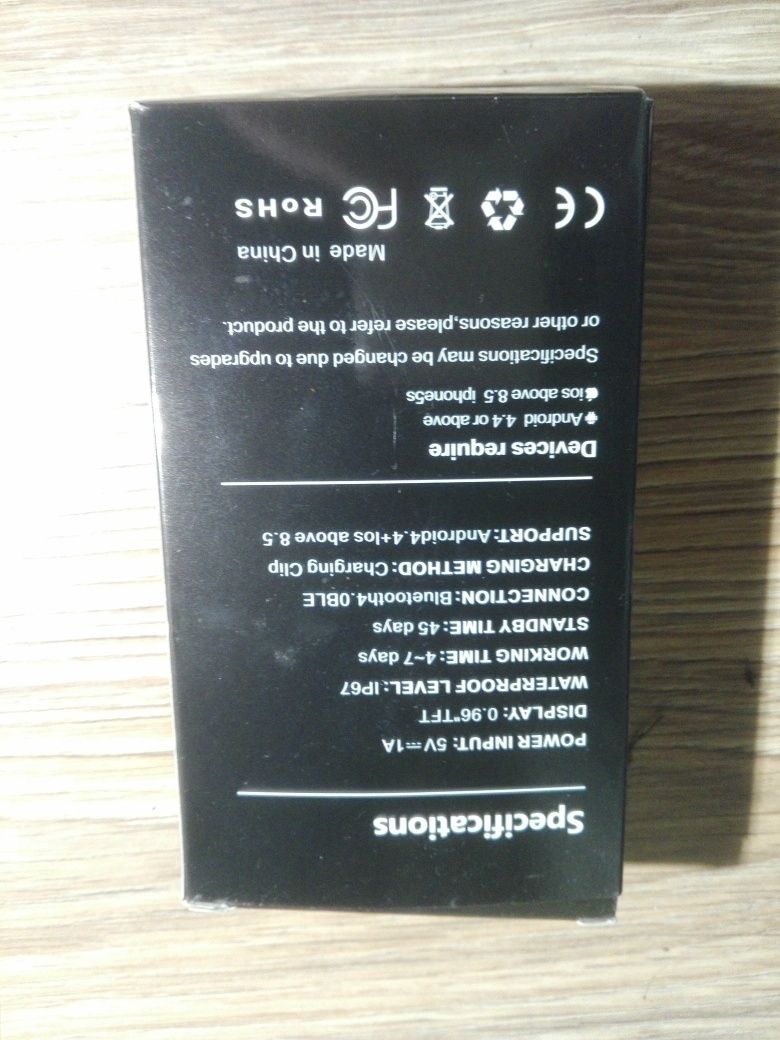 Specifications
POWER INPUT: 5V⎓1A
DISPLAY: 0.96"TFT
WATERPROOF LEVEL: IP67
WORKING TIME: 4~7 days
STANDBY TIME: 45 days
CONNECTION: Bluetooth4.0BLE
CHARGING METHOD: Charging Clip
SUPPORT: Android4.4+Ios above 8.5
Devices require
Android 4.4 or above
ios above 8.5 iphone5s
Specifications may be changed due to upgrades
or other reasons,please refer to the product.
Made in China
CE FC RoHS